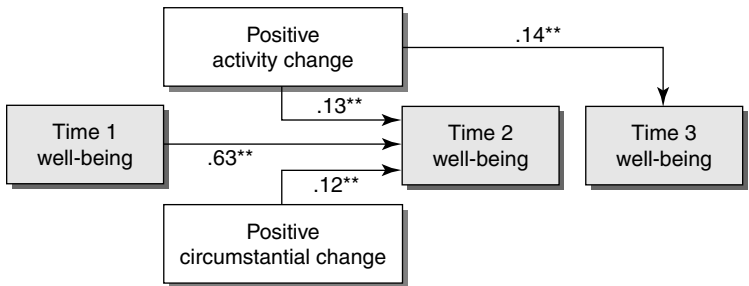 Positive
activity change
.14**
.13**
Time 1
well-being
Time 2
well-being
Time 3
well-being
.63**
.12**
Positive
circumstantial change